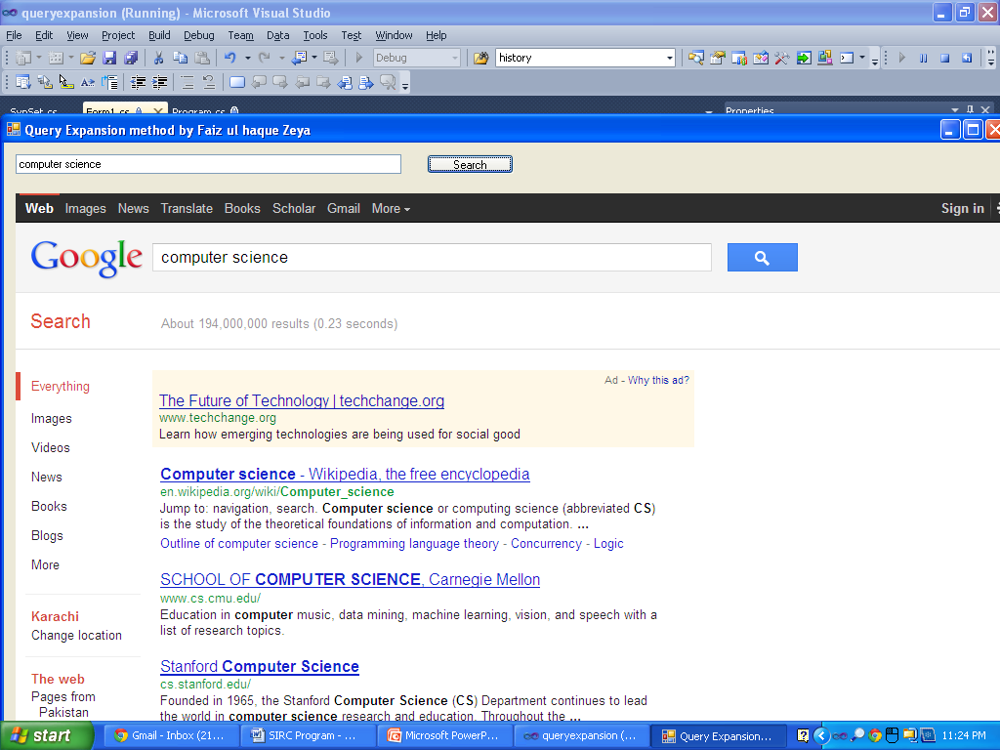 queryexpansion (Running) - Microsoft Visual Studio
File Edit View Project Build Debug Team Data Tools Test Window Help
Debug history
SynSet.cs Form1.cs Program.cs Properties
Query Expansion method by Faiz ul haque Zeya
computer science Search
Web Images News Translate Books Scholar Gmail More Sign in
Google computer science
Search About 194,000,000 results (0.23 seconds)
Ad - Why this ad?
Everything
The Future of Technology | techchange.org
www.techchange.org
Learn how emerging technologies are being used for social good
Images
Videos
News
Books
Blogs
More
Computer science - Wikipedia, the free encyclopedia
en.wikipedia.org/wiki/Computer_science
Jump to: navigation, search. Computer science or computing science (abbreviated CS)
is the study of the theoretical foundations of information and computation. ...
Outline of computer science - Programming language theory - Concurrency - Logic
SCHOOL OF COMPUTER SCIENCE, Carnegie Mellon
www.cs.cmu.edu/
Education in computer music, data mining, machine learning, vision, and speech with a
list of research topics.
Karachi
Change location
Stanford Computer Science
cs.stanford.edu/
Founded in 1965, the Stanford Computer Science (CS) Department continues to lead
the world in computer science research and education. Throughout the ...
The web
Pages from
Pakistan
start Gmail - Inbox (21... SIRC Program - ... Microsoft PowerP... queryexpansion (... Query Expansion... 11:24 PM